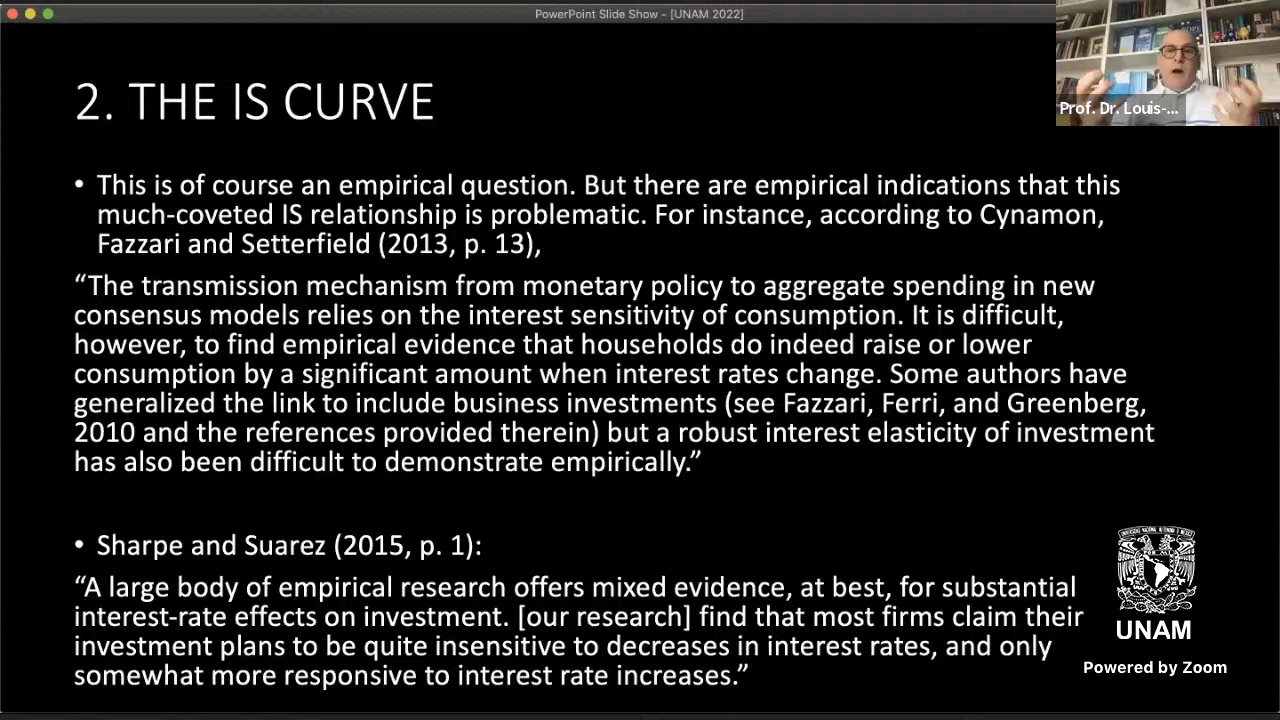 PowerPoint Slide Show - [UNAM 2022]
Prof. Dr. Louis-...
2. THE IS CURVE
• This is of course an empirical question. But there are empirical indications that this
much-coveted IS relationship is problematic. For instance, according to Cynamon,
Fazzari and Setterfield (2013, p. 13),
“The transmission mechanism from monetary policy to aggregate spending in new
consensus models relies on the interest sensitivity of consumption. It is difficult,
however, to find empirical evidence that households do indeed raise or lower
consumption by a significant amount when interest rates change. Some authors have
generalized the link to include business investments (see Fazzari, Ferri, and Greenberg,
2010 and the references provided therein) but a robust interest elasticity of investment
has also been difficult to demonstrate empirically.”
• Sharpe and Suarez (2015, p. 1):
“A large body of empirical research offers mixed evidence, at best, for substantial
interest-rate effects on investment. [our research] find that most firms claim their
investment plans to be quite insensitive to decreases in interest rates, and only
somewhat more responsive to interest rate increases.”
UNAM
Powered by Zoom